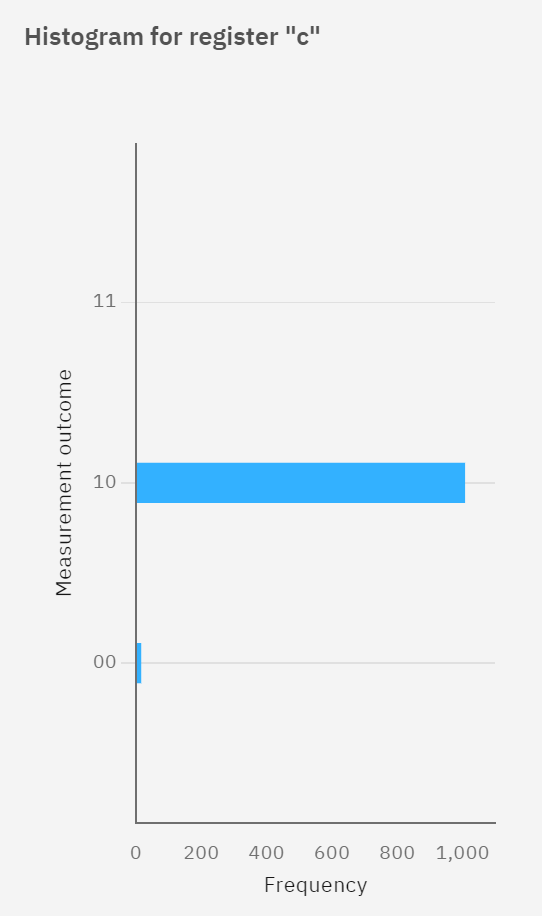 Histogram for register "c"
11
Measurement outcome
10
00
0 200 400 600 800 1,000
Frequency